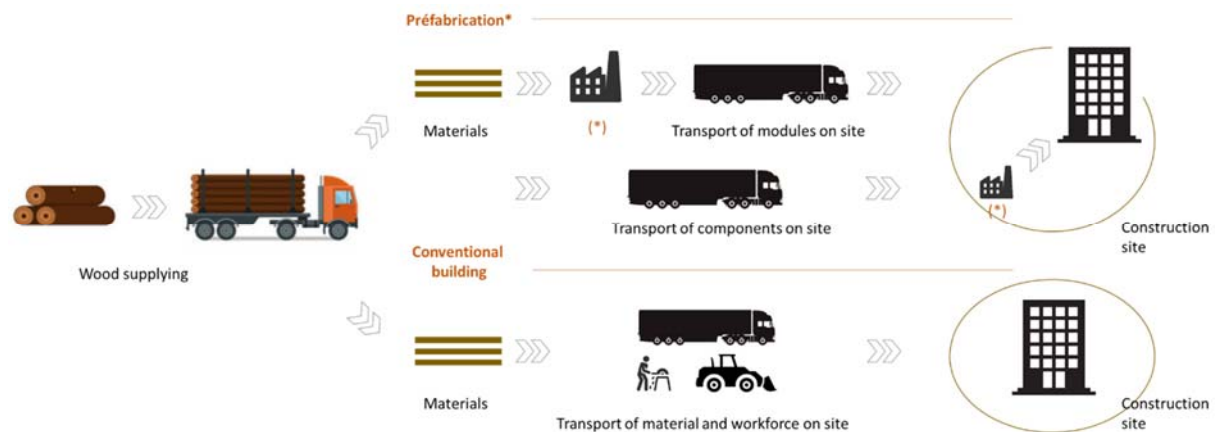 Préfabrication*
Materials
(*)
Transport of modules on site
(*)
Transport of components on site
Construction
site
Wood supplying
Conventional
building
Materials
Transport of material and workforce on site
Construction
site